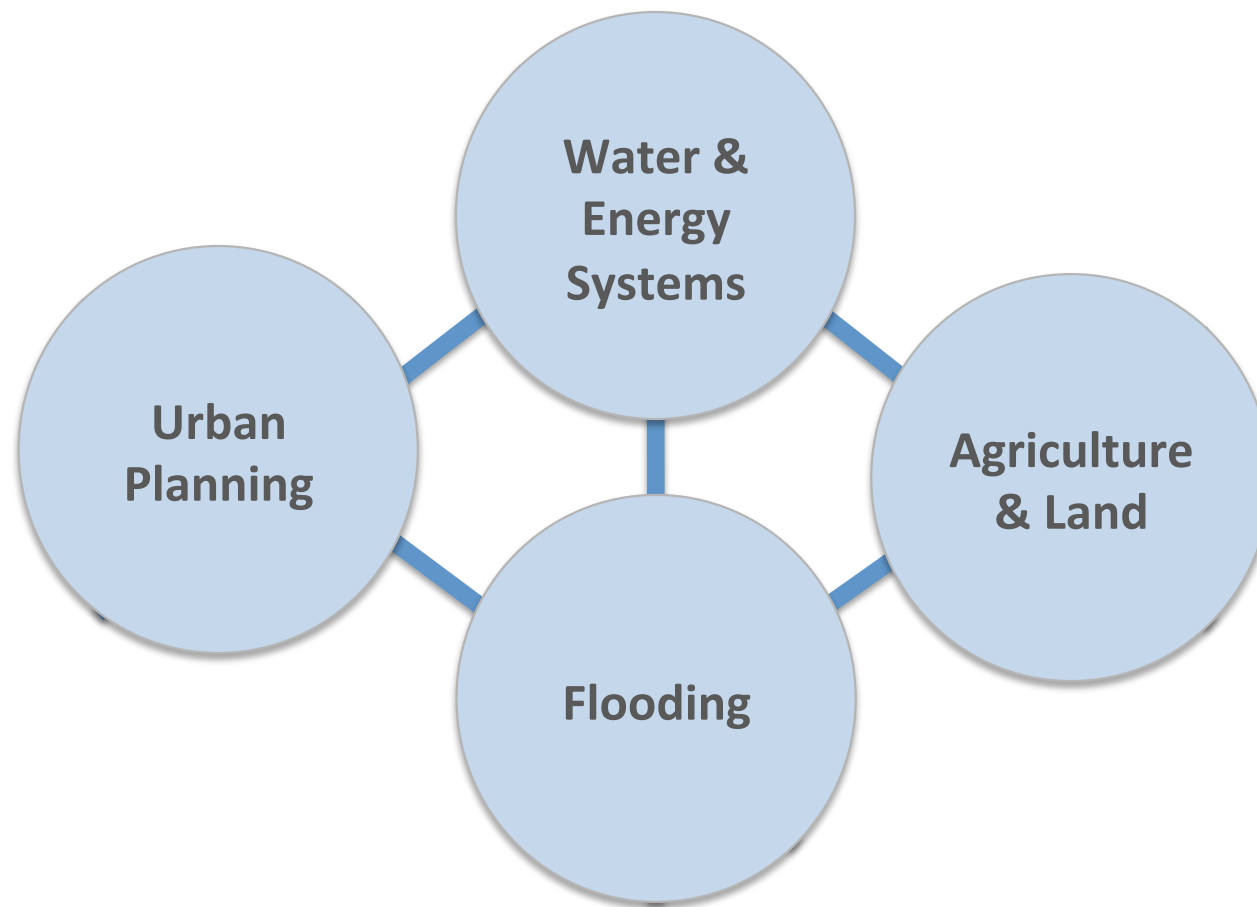 Water &
Energy
Systems
Urban
Planning
Agriculture
& Land
Flooding